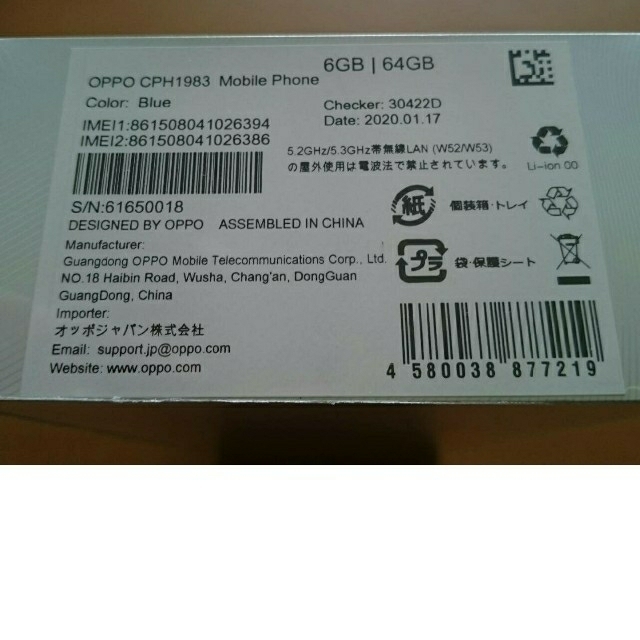 6GB | 64GB
OPPO CPH1983 Mobile Phone
Color: Blue
Checker: 30422D
IMEI1:861508041026394
Date: 2020.01.17
IMEI2:861508041026386
5.2GHz/5.3GHz帯無線LAN (W52/W53)
の屋外使用は電波法で禁止されています。
Li-ion 00
S/N:61650018
紙 個装箱・トレイ
DESIGNED BY OPPO ASSEMBLED IN CHINA
Manufacturer:
Guangdong OPPO Mobile Telecommunications Corp., Ltd.
プラ 袋・保護シート
NO.18 Haibin Road, Wusha, Chang'an, DongGuan
GuangDong, China
Importer:
オッポジャパン株式会社
Email: support.jp@oppo.com
Website: www.oppo.com
4 580038 877219